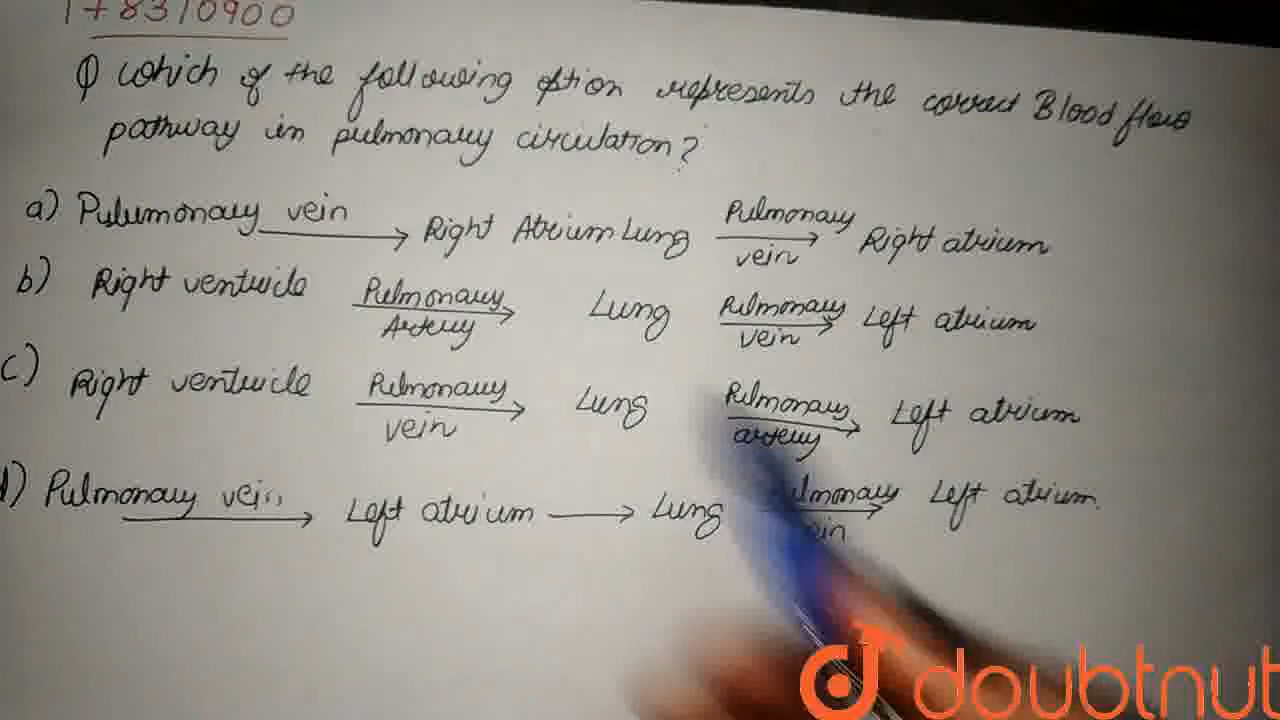 Q which of the following option represents the correct Blood flow
pathway in pulmonary circulation?
a) Pulumonary vein → Right Atrium Lung Pulmonary vein → Right atrium
b) Right ventricle Pulmonary Artery → Lung Pulmonary vein → Left atrium
c) Right ventricle Pulmonary vein → Lung Pulmonary artery → Left atrium
d) Pulmonary vein → Left atrium → Lung Pulmonary vein → Left atrium.
doubtnut